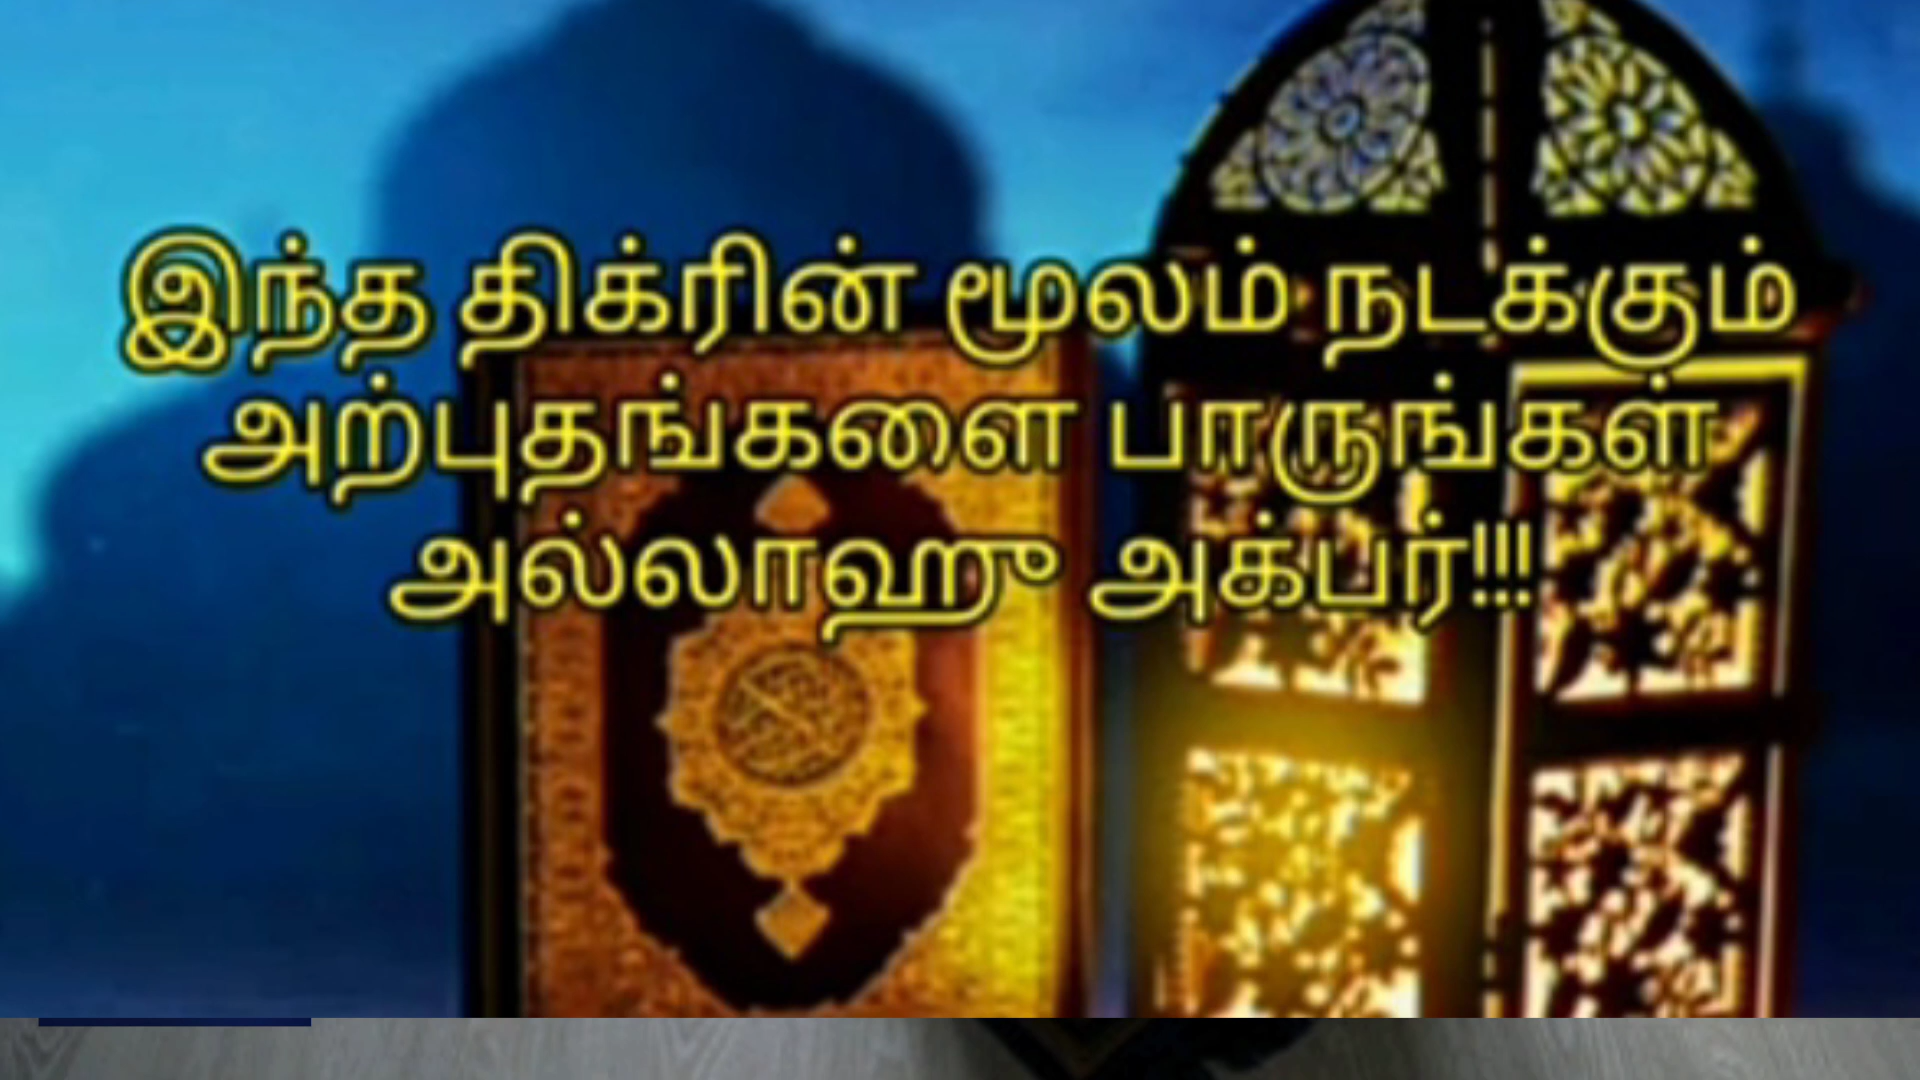 இந்த திக்ரின் மூலம் நடக்கும்
அற்புதங்களை பாருங்கள்
அல்லாஹு அக்பர்!!!